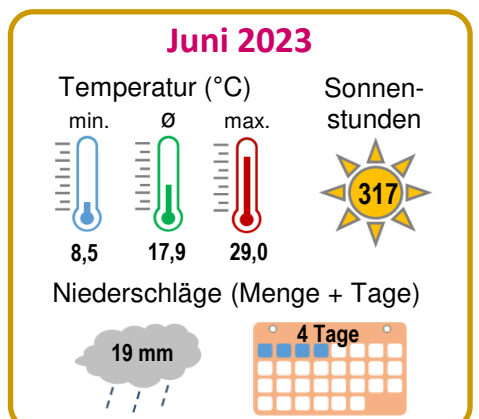 Juni 2023
Temperatur (°C)
min. Ø max.
8,5 17,9 29,0
Sonnen-
stunden
317
Niederschläge (Menge + Tage)
19 mm
4 Tage